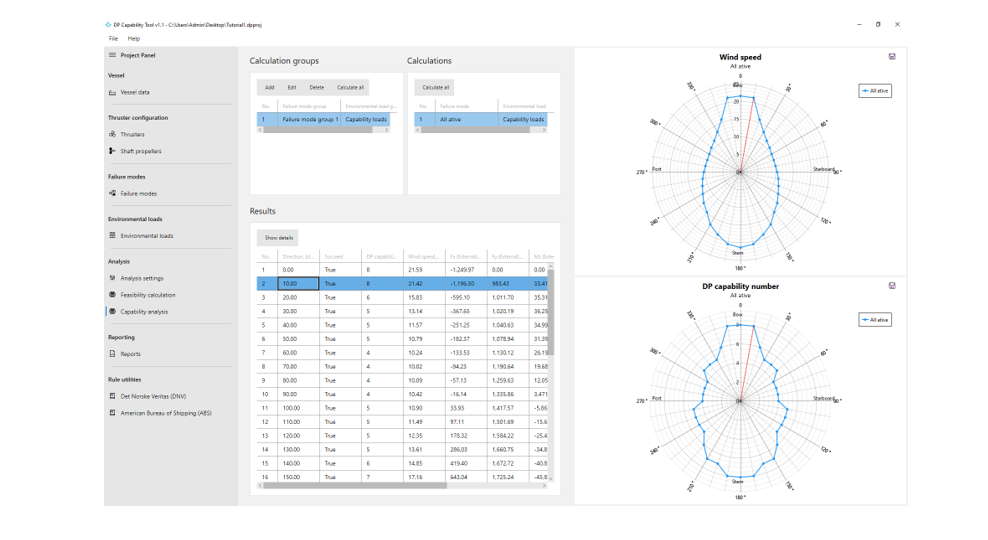 DP Capability Tool v1.1 - C:\Users\Admin\Desktop\Tutorial1.dpproj
File Help
Project Panel
Vessel
Vessel data
Thruster configuration
Thrusters
Shaft propellers
Failure modes
Failure modes
Environmental loads
Environmental loads
Analysis
Analysis settings
Feasibility calculation
Capability analysis
Reporting
Reports
Rule utilities
Det Norske Veritas (DNV)
American Bureau of Shipping (ABS)
Calculation groups
Add Edit Delete Calculate all
No. Failure mode group Environmental load g...
1 Failure mode group 1 Capability loads
Calculations
Calculate all
No. Failure mode Environmental load
1 All ative Capability loads
Results
Show details
No. Direction, [d... Succeed DP capabilit... Wind speed,... Fx (External... Fy (External... Mz (Exte
1 0.00 True 8 21.59 -1,249.97 0.00 0.00
2 10.00 True 8 21.42 -1,196.50 983.43 35.41
3 20.00 True 6 15.83 -595.10 1,011.70 35.31
4 30.00 True 5 13.14 -367.65 1,020.19 36.25
5 40.00 True 5 11.57 -251.25 1,040.63 34.99
6 50.00 True 5 10.79 -182.37 1,078.94 31.39
7 60.00 True 4 10.24 -133.53 1,130.12 26.19
8 70.00 True 4 10.02 -94.23 1,190.64 19.68
9 80.00 True 4 10.09 -57.13 1,259.63 12.05
10 90.00 True 4 10.42 -16.14 1,335.86 3.471
11 100.00 True 5 10.90 33.93 1,417.57 -5.86
12 110.00 True 5 11.49 97.11 1,501.69 -15.6
13 120.00 True 5 12.35 178.32 1,584.22 -25.4
14 130.00 True 5 13.61 286.03 1,660.75 -34.8
15 140.00 True 6 14.85 419.40 1,672.72 -40.8
16 150.00 True 7 17.16 643.04 1,725.24 -45.8
Wind speed
All ative
0
330° Bow 30°
20
300° 15 60°
10
5
270° Port 0 Starboard 90°
240° 120°
210° Stern 150°
180°
All ative
DP capability number
All ative
0
330° Bow 30°
8
6
300° 4 60°
2
270° Port 0 Starboard 90°
240° 120°
210° Stern 150°
180°
All ative